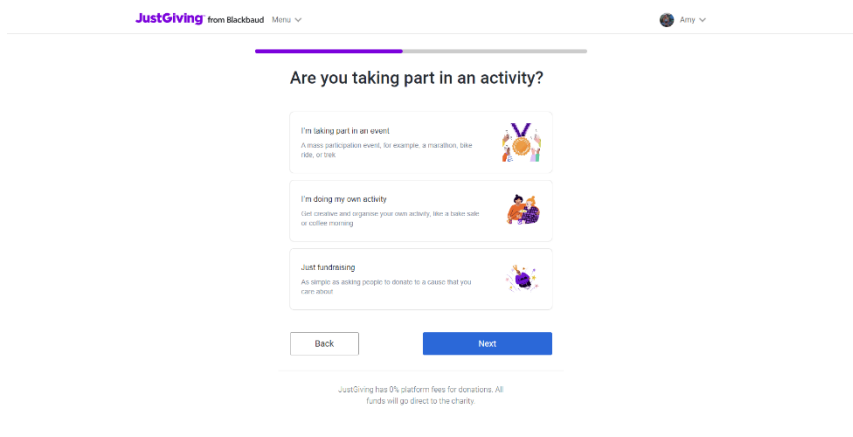 JustGiving™ from Blackbaud Menu Amy
Are you taking part in an activity?
I'm taking part in an event
A mass participation event, for example, a marathon, bike
ride, or trek
I'm doing my own activity
Get creative and organise your own activity, like a bake sale
or coffee morning
Just fundraising
As simple as asking people to donate to a cause that you
care about
Back Next
JustGiving has 0% platform fees for donations. All
funds will go direct to the charity